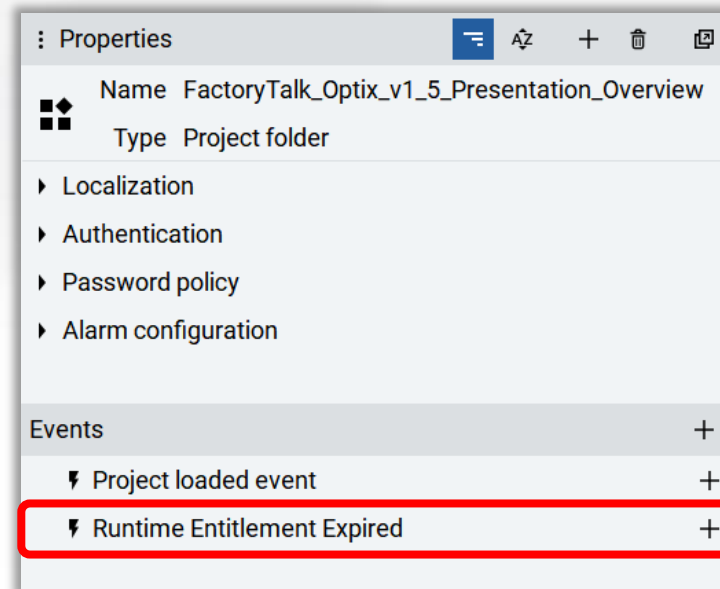 Properties
Name FactoryTalk_Optix_v1_5_Presentation_Overview
Type Project folder
Localization
Authentication
Password policy
Alarm configuration
Events
Project loaded event
Runtime Entitlement Expired